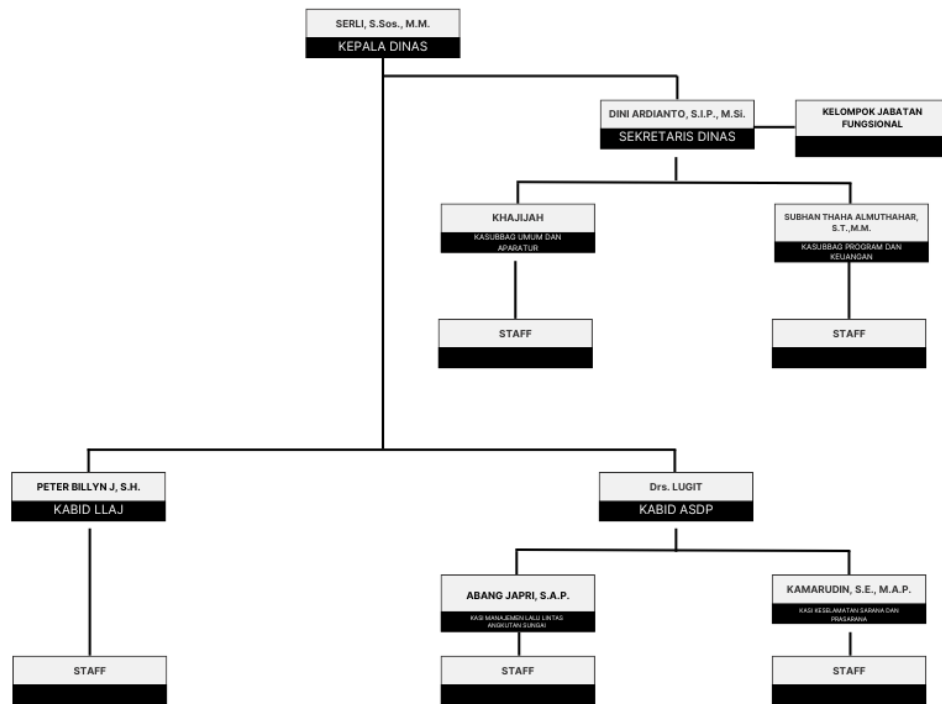 SERLI, S.Sos., M.M.
KEPALA DINAS
DINI ARDIANTO, S.I.P., M.Si.
SEKRETARIS DINAS
KELOMPOK JABATAN
FUNGSIONAL
KHAJIJAH
KASUBBAG UMUM DAN
APARATUR
SUBHAN THAHA ALMUTHAHAR,
S.T.,M.M.
KASUBBAG PROGRAM DAN
KEUANGAN
STAFF
STAFF
PETER BILLYN J, S.H.
KABID LLAJ
Drs. LUGIT
KABID ASDP
ABANG JAPRI, S.A.P.
KASI MANAJEMEN LALU LINTAS
ANGKUTAN SUNGAI
KAMARUDIN, S.E., M.A.P.
KASI KESELAMATAN SARANA DAN
PRASARANA
STAFF
STAFF
STAFF